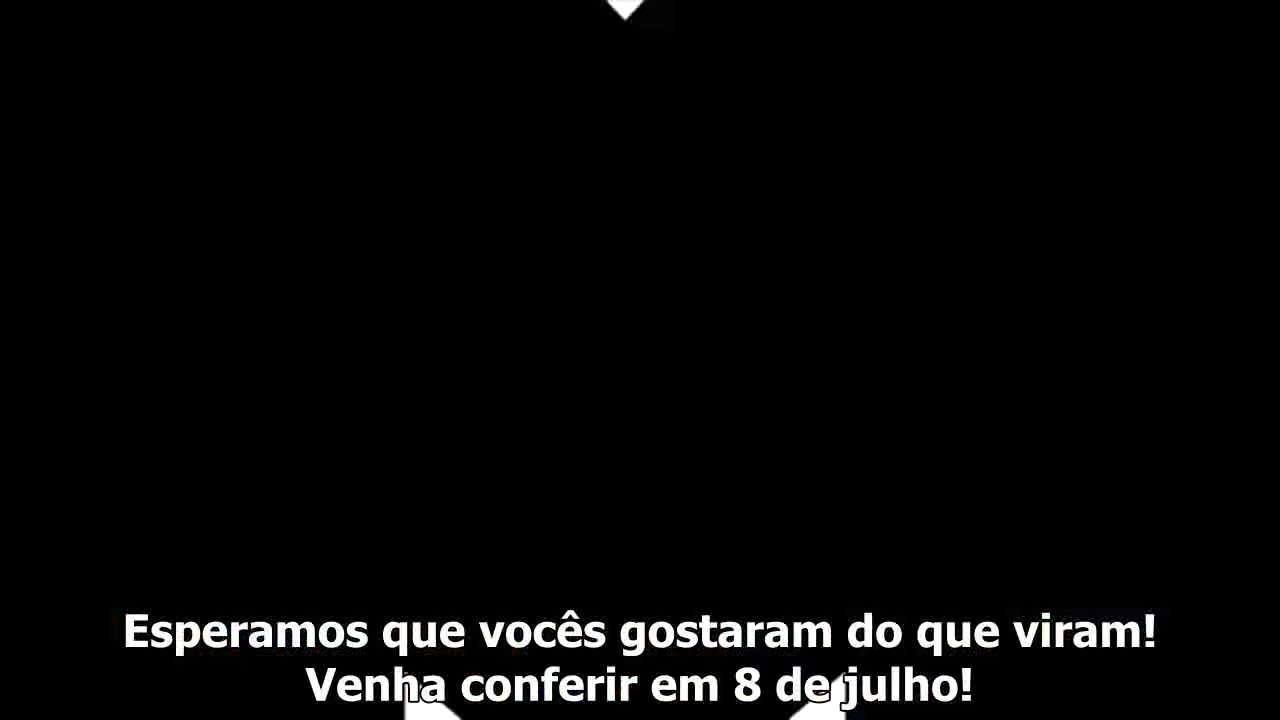 Esperamos que vocês gostaram do que viram!
Venha conferir em 8 de julho!